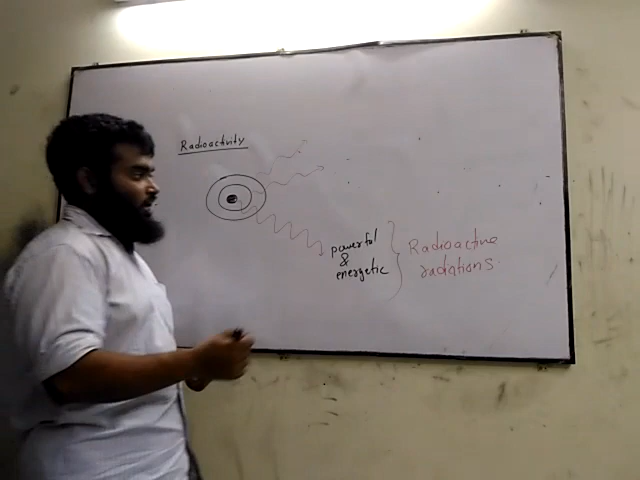 Radioactivity
powerful
&
energetic
Radioactive
radiations.